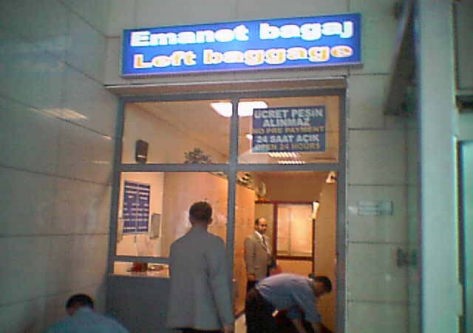 Emanet bagaj
Left baggage
ÜCRET PEŞİN
ALINMAZ
NO PRE PAYMENT
24 SAAT AÇIK
OPEN 24 HOURS